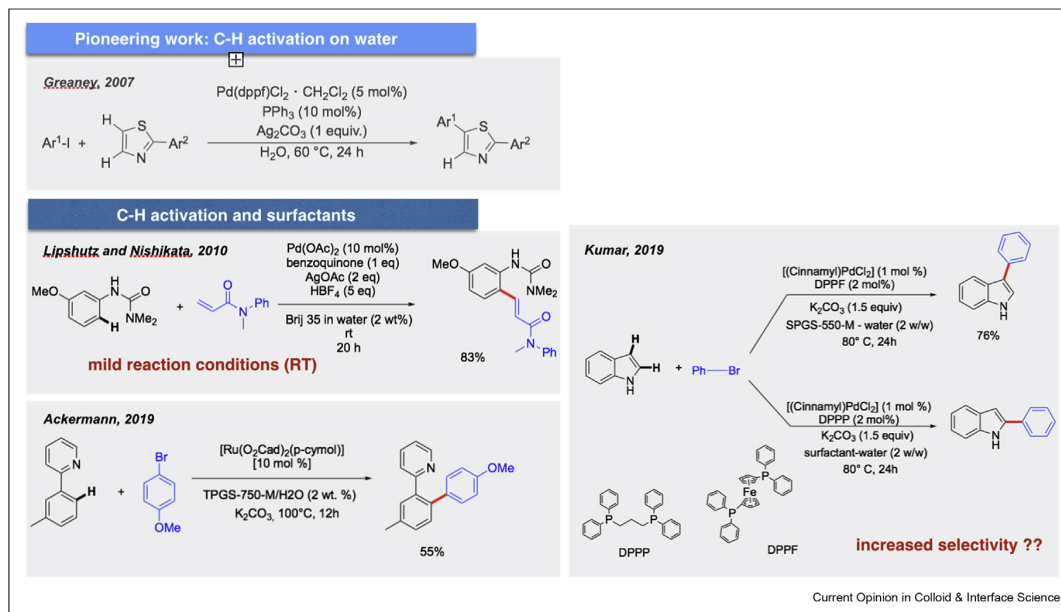 Pioneering work: C-H activation on water
Greaney, 2007
Pd(dppf)Cl2 · CH2Cl2 (5 mol%)
PPh3 (10 mol%)
Ag2CO3 (1 equiv.)
H2O, 60 °C, 24 h
Ar1-I +
H
S
Ar2
N
H
Ar1
S
Ar2
N
H
C-H activation and surfactants
Lipshutz and Nishikata, 2010
Pd(OAc)2 (10 mol%)
benzoquinone (1 eq)
AgOAc (2 eq)
HBF4 (5 eq)
Brij 35 in water (2 wt%)
rt
20 h
MeO
H
N
O
NMe2
H
+
O
N
Ph
MeO
H
N
O
NMe2
O
N
Ph
83%
mild reaction conditions (RT)
Ackermann, 2019
[Ru(O2Cad)2(p-cymol)]
[10 mol %]
TPGS-750-M/H2O (2 wt. %)
K2CO3, 100°C, 12h
N
H
+
Br
OMe
N
OMe
55%
Kumar, 2019
[(Cinnamyl)PdCl2] (1 mol %)
DPPF (2 mol%)
K2CO3 (1.5 equiv)
SPGS-550-M - water (2 w/w)
80° C, 24h
N
H
76%
H
H
N
H
+ Ph Br
[(Cinnamyl)PdCl2] (1 mol %)
DPPP (2 mol%)
K2CO3 (1.5 equiv)
surfactant-water (2 w/w)
80° C, 24h
N
H
P
P
DPPP
P
Fe
P
DPPF
increased selectivity ??
Current Opinion in Colloid & Interface Science